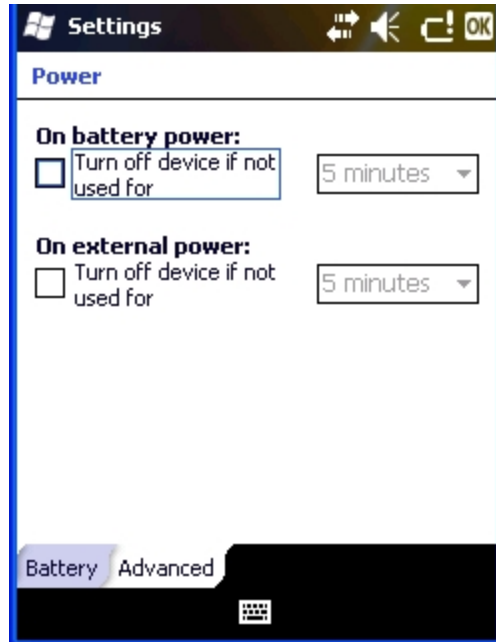 Settings
OK
Power
On battery power:
Turn off device if not
used for
5 minutes
On external power:
Turn off device if not
used for
5 minutes
Battery Advanced